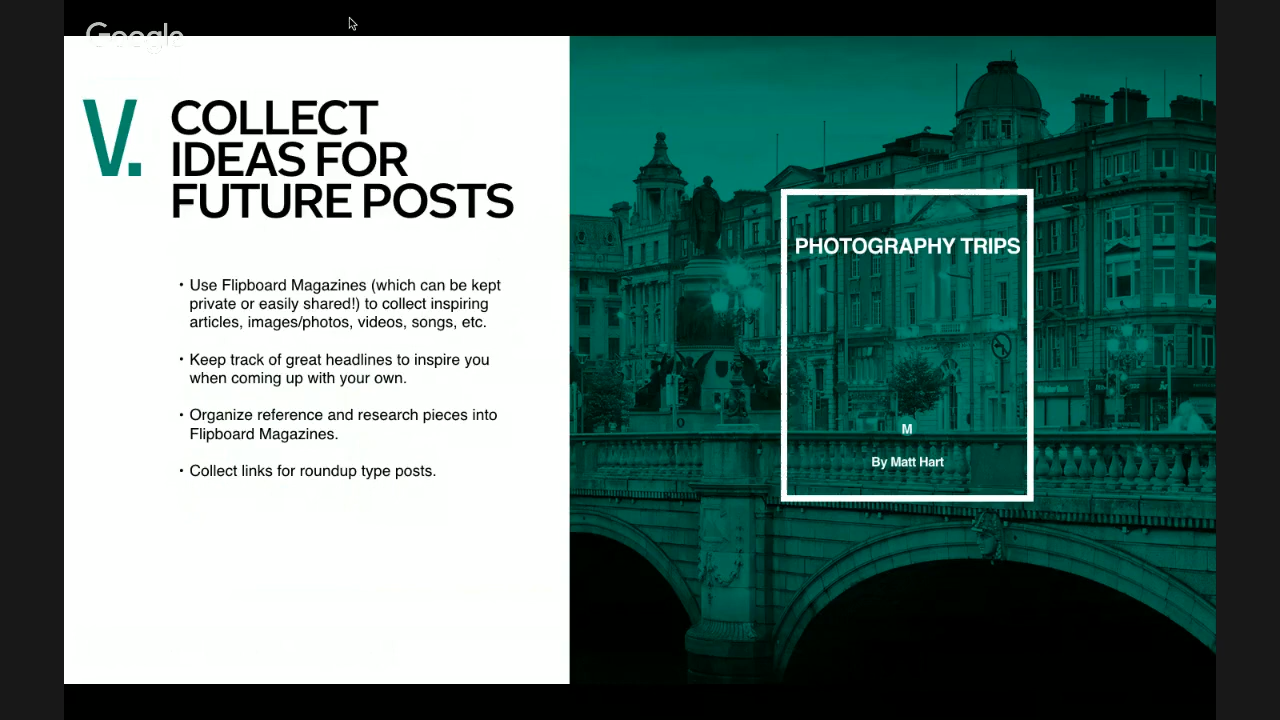 Google
V.
COLLECT
IDEAS FOR
FUTURE POSTS
• Use Flipboard Magazines (which can be kept
private or easily shared!) to collect inspiring
articles, images/photos, videos, songs, etc.
• Keep track of great headlines to inspire you
when coming up with your own.
• Organize reference and research pieces into
Flipboard Magazines.
• Collect links for roundup type posts.
PHOTOGRAPHY TRIPS
M
By Matt Hart